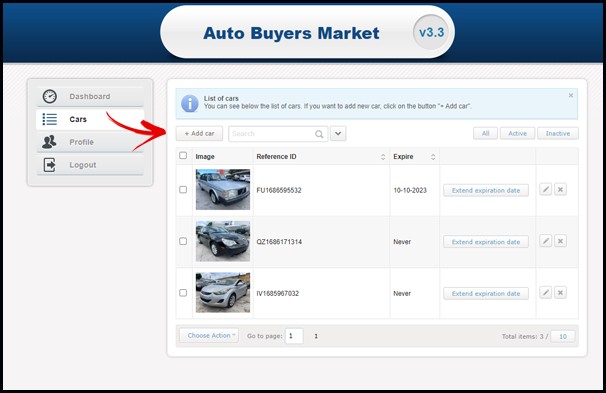 Auto Buyers Market
v3.3
Dashboard
Cars
Profile
Logout
List of cars
You can see below the list of cars. If you want to add new car, click on the button "+ Add car".
+ Add car
Search
All
Active
Inactive
Image
Reference ID
Expire
FU1686595532
10-10-2023
Extend expiration date
QZ1686171314
Never
Extend expiration date
IV1685967032
Never
Extend expiration date
Choose Action
Go to page:
1
1
Total items: 3 /
10